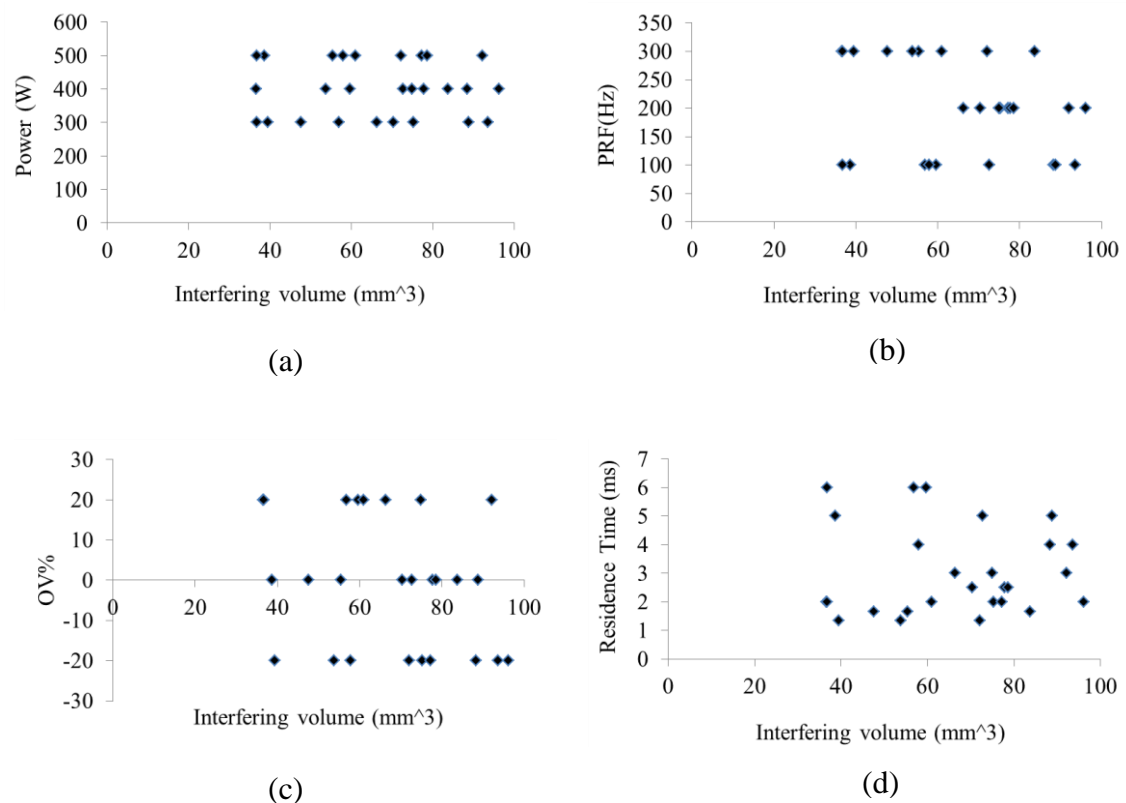 600
500
400
300
200
100
0
Power (W)
0 20 40 60 80 100
Interfering volume (mm^3)
(a)
350
300
250
200
150
100
50
0
PRF(Hz)
0 20 40 60 80 100
Interfering volume (mm^3)
(b)
30
20
10
0
-10
-20
-30
OV%
0 20 40 60 80 100
Interfering volume (mm^3)
(c)
7
6
5
4
3
2
1
0
Residence Time (ms)
0 20 40 60 80 100
Interfering volume (mm^3)
(d)